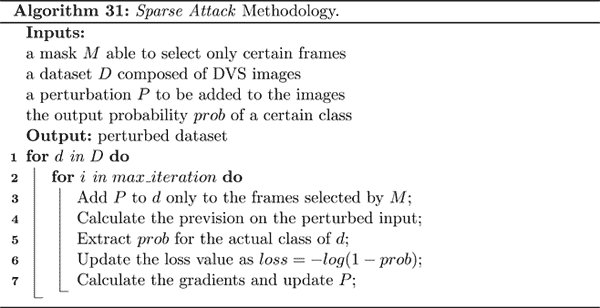 Algorithm 31: Sparse Attack Methodology.
Inputs:
a mask M able to select only certain frames
a dataset D composed of DVS images
a perturbation P to be added to the images
the output probability prob of a certain class
Output: perturbed dataset
1 for d in D do
2 for i in max_iteration do
3 Add P to d only to the frames selected by M;
4 Calculate the prevision on the perturbed input;
5 Extract prob for the actual class of d;
6 Update the loss value as loss = −log(1 − prob);
7 Calculate the gradients and update P;